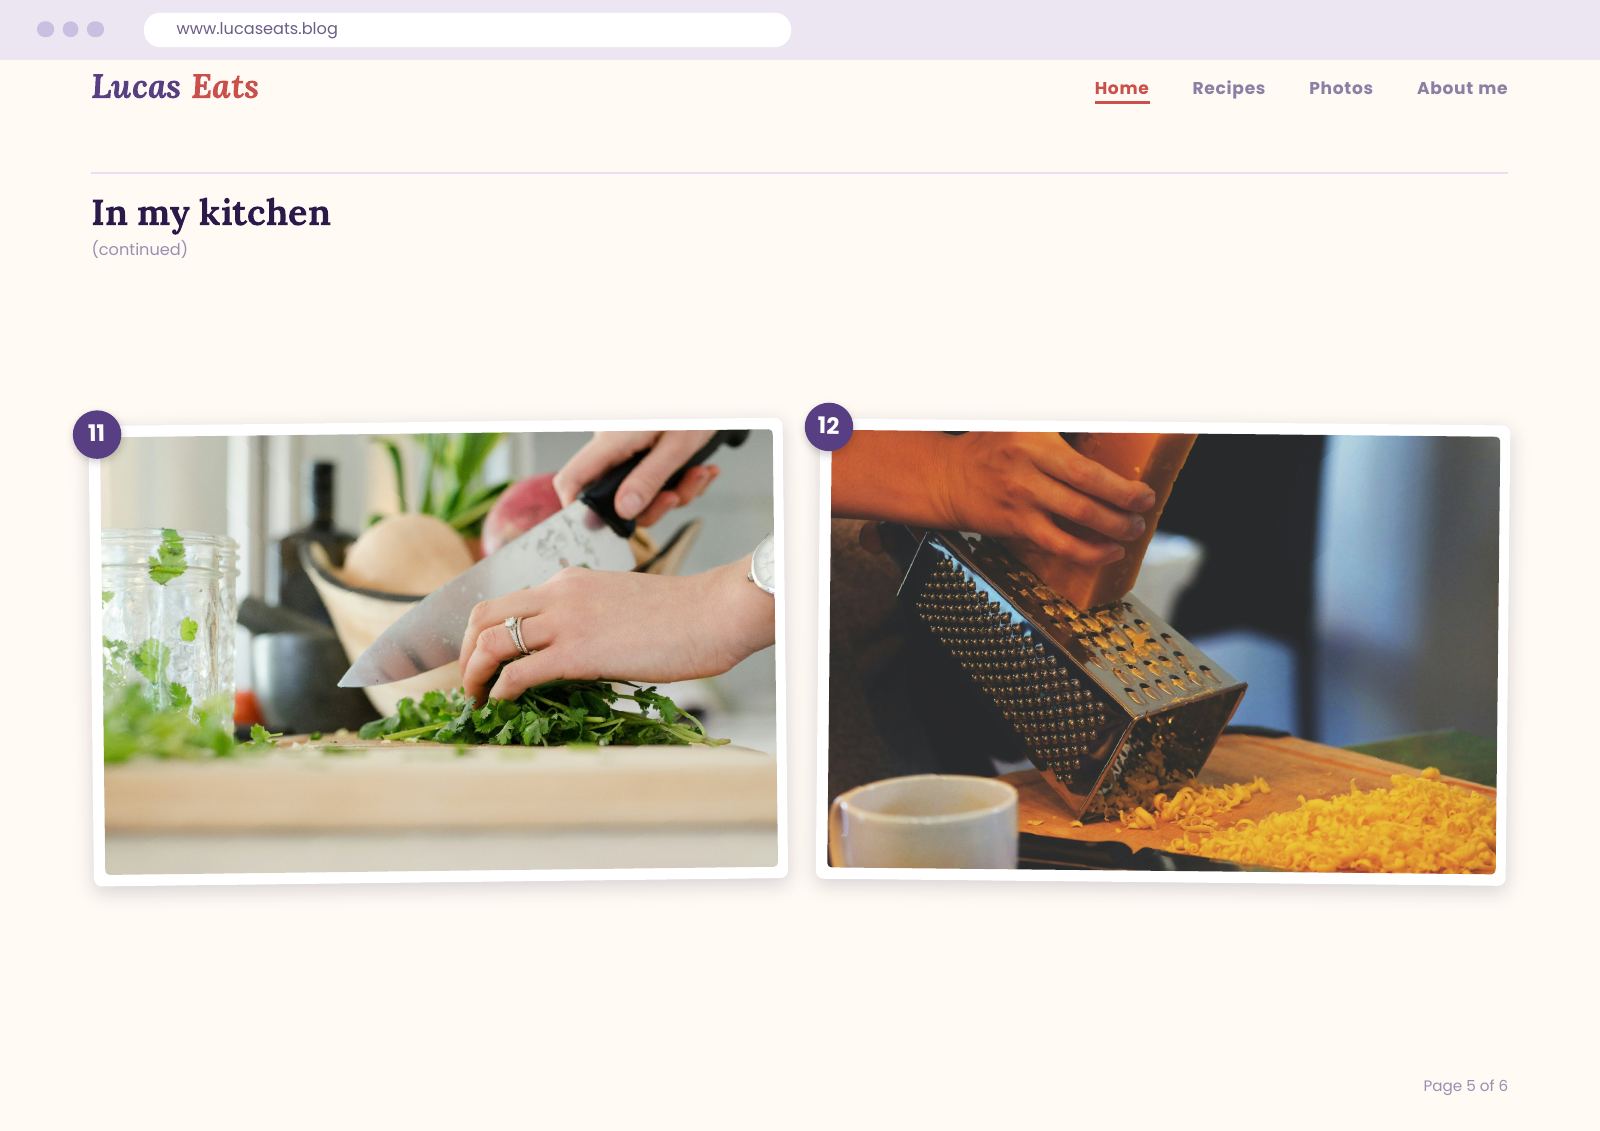 www.lucaseats.blog
Lucas Eats
Home Recipes Photos About me
In my kitchen
(continued)
11
12
Page 5 of 6